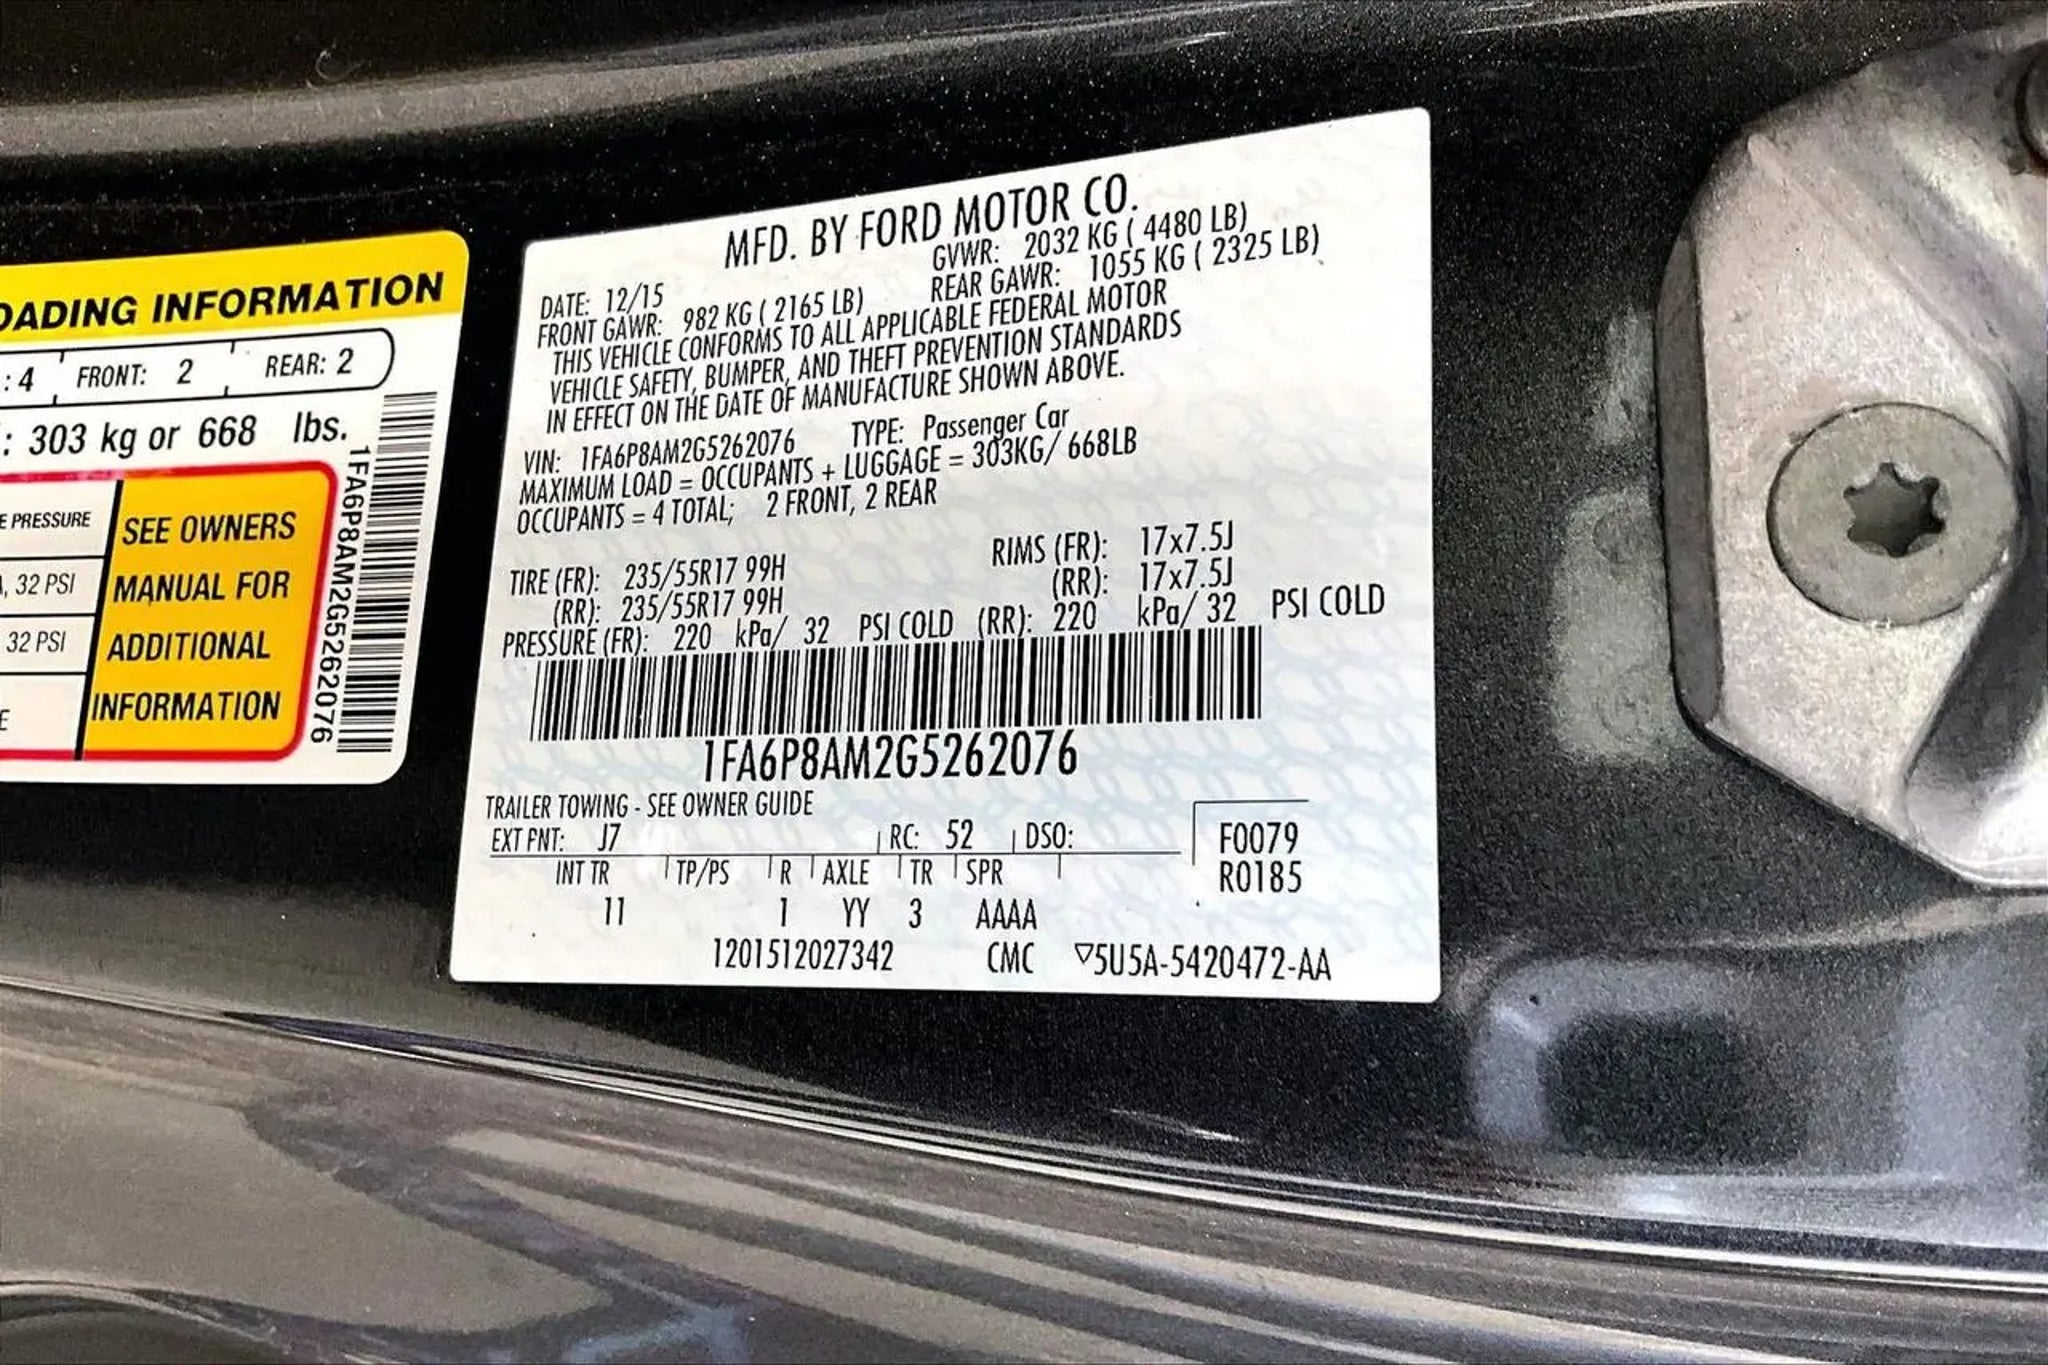 OADING INFORMATION
: 4 FRONT: 2 REAR: 2
: 303 kg or 668 lbs.
E PRESSURE
, 32 PSI
32 PSI
E
SEE OWNERS
MANUAL FOR
ADDITIONAL
INFORMATION
1FA6P8AM2G5262076
MFD. BY FORD MOTOR CO.
DATE: 12/15 GVWR: 2032 KG ( 4480 LB)
FRONT GAWR: 982 KG ( 2165 LB) REAR GAWR: 1055 KG ( 2325 LB)
THIS VEHICLE CONFORMS TO ALL APPLICABLE FEDERAL MOTOR
VEHICLE SAFETY, BUMPER, AND THEFT PREVENTION STANDARDS
IN EFFECT ON THE DATE OF MANUFACTURE SHOWN ABOVE.
VIN: 1FA6P8AM2G5262076 TYPE: Passenger Car
MAXIMUM LOAD = OCCUPANTS + LUGGAGE = 303KG/ 668LB
OCCUPANTS = 4 TOTAL; 2 FRONT, 2 REAR
TIRE (FR): 235/55R17 99H RIMS (FR): 17x7.5J
(RR): 235/55R17 99H (RR): 17x7.5J
PRESSURE (FR): 220 kPa/ 32 PSI COLD (RR): 220 kPa/ 32 PSI COLD
1FA6P8AM2G5262076
TRAILER TOWING - SEE OWNER GUIDE
EXT PNT: J7 RC: 52 DSO: F0079
INT TR TP/PS R AXLE TR SPR R0185
11 1 YY 3 AAAA
1201512027342 CMC ▽5U5A-5420472-AA